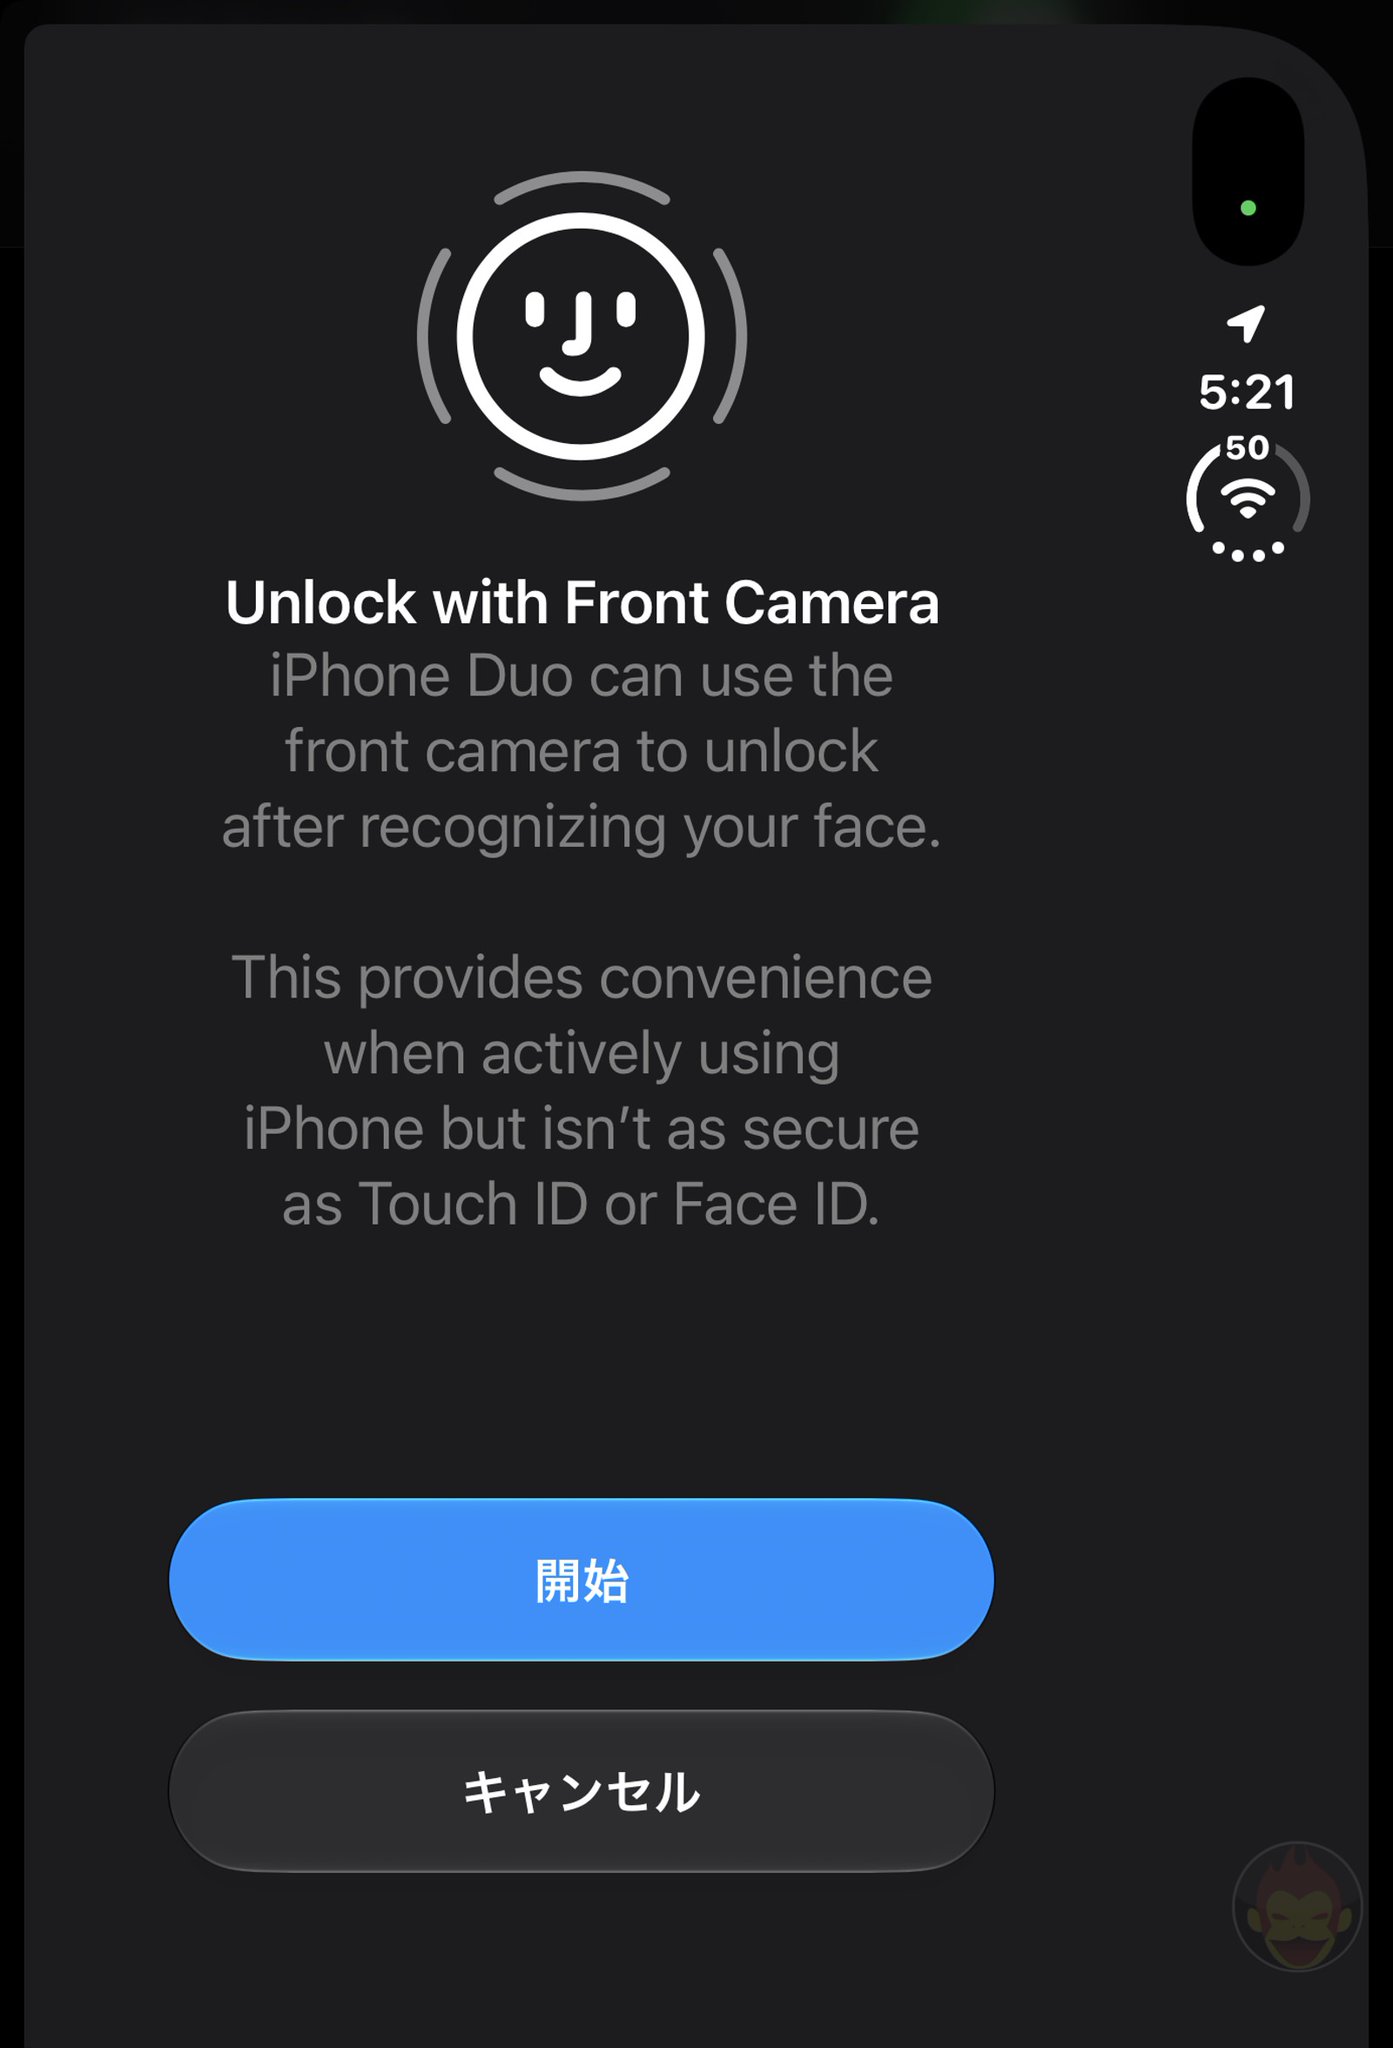 5:21
50
Unlock with Front Camera
iPhone Duo can use the
front camera to unlock
after recognizing your face.
This provides convenience
when actively using
iPhone but isn’t as secure
as Touch ID or Face ID.
開始
キャンセル